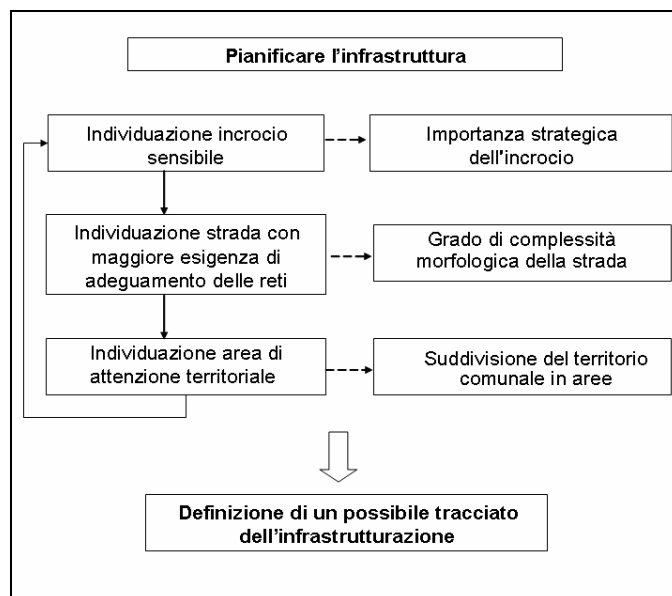 Pianificare l'infrastruttura
Individuazione incrocio
sensibile
Importanza strategica
dell'incrocio
Individuazione strada con
maggiore esigenza di
adeguamento delle reti
Grado di complessità
morfologica della strada
Individuazione area di
attenzione territoriale
Suddivisione del territorio
comunale in aree
Definizione di un possibile tracciato
dell'infrastrutturazione